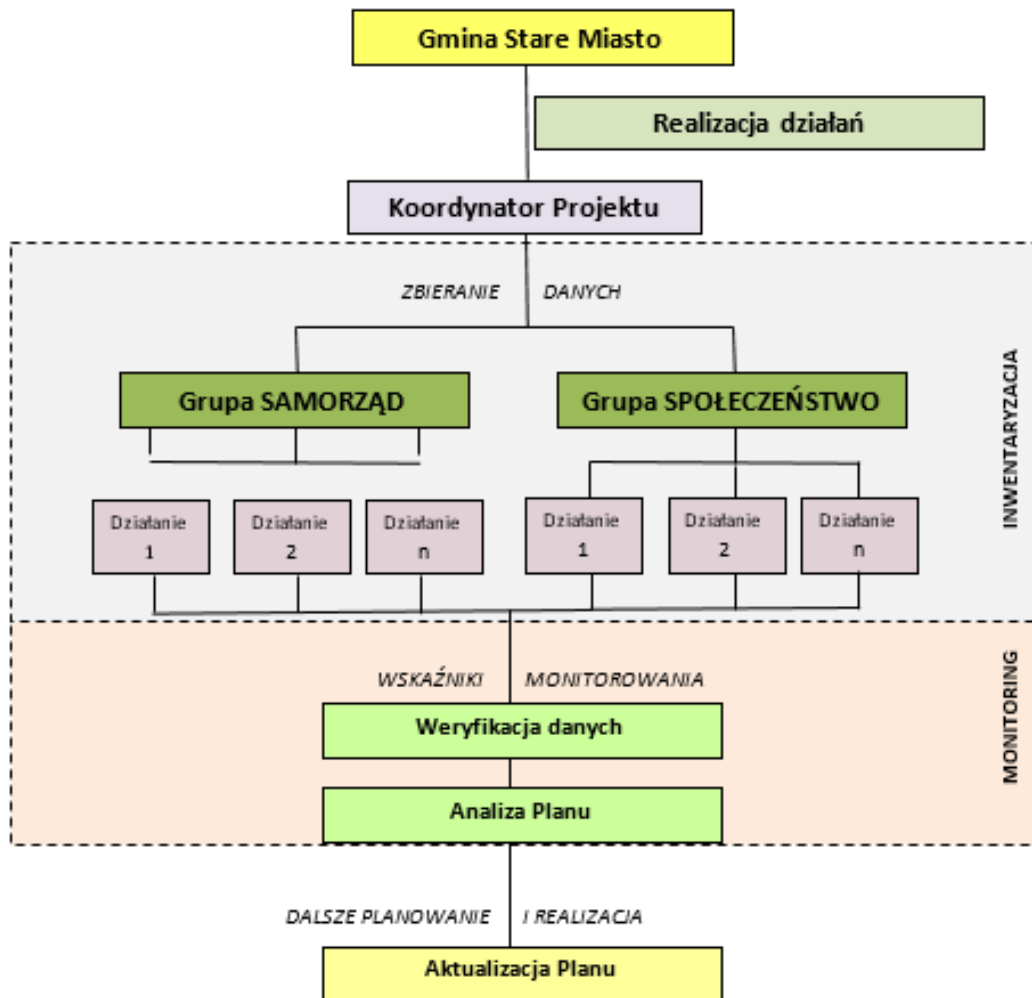 Gmina Stare Miasto
Realizacja działań
Koordynator Projektu
ZBIERANIE DANYCH
INWENTARYZACJA
Grupa SAMORZĄD
Grupa SPOŁECZEŃSTWO
Działanie
1
Działanie
2
Działanie
n
Działanie
1
Działanie
2
Działanie
n
MONITORING
WSKAŹNIKI MONITOROWANIA
Weryfikacja danych
Analiza Planu
DALSZE PLANOWANIE I REALIZACJA
Aktualizacja Planu